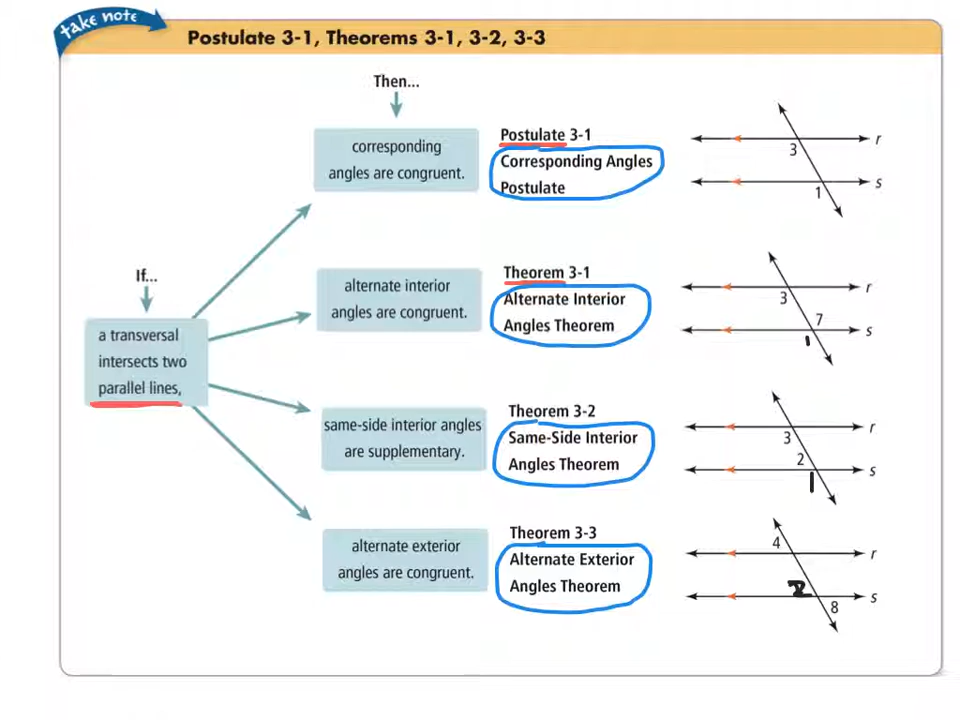 take note
Postulate 3-1, Theorems 3-1, 3-2, 3-3
Then...
corresponding
angles are congruent.
Postulate 3-1
Corresponding Angles
Postulate
3
r
1
s
If...
a transversal
intersects two
parallel lines,
alternate interior
angles are congruent.
Theorem 3-1
Alternate Interior
Angles Theorem
3
r
7
s
1
same-side interior angles
are supplementary.
Theorem 3-2
Same-Side Interior
Angles Theorem
3
r
2
s
1
alternate exterior
angles are congruent.
Theorem 3-3
Alternate Exterior
Angles Theorem
4
r
2
s
8